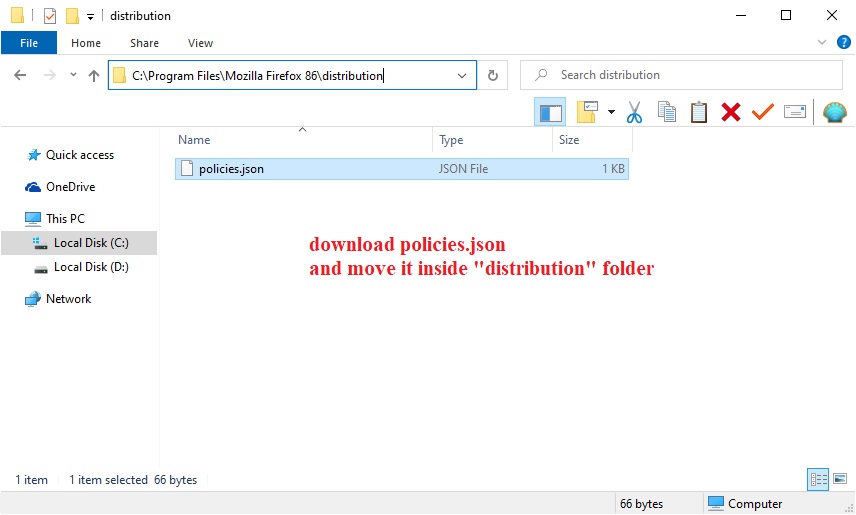 distribution
File Home Share View
C:\Program Files\Mozilla Firefox 86\distribution
Search distribution
Name Type Size
policies.json JSON File 1 KB
Quick access
OneDrive
This PC
Local Disk (C:)
Local Disk (D:)
Network
download policies.json
and move it inside "distribution" folder
1 item 1 item selected 66 bytes
66 bytes Computer